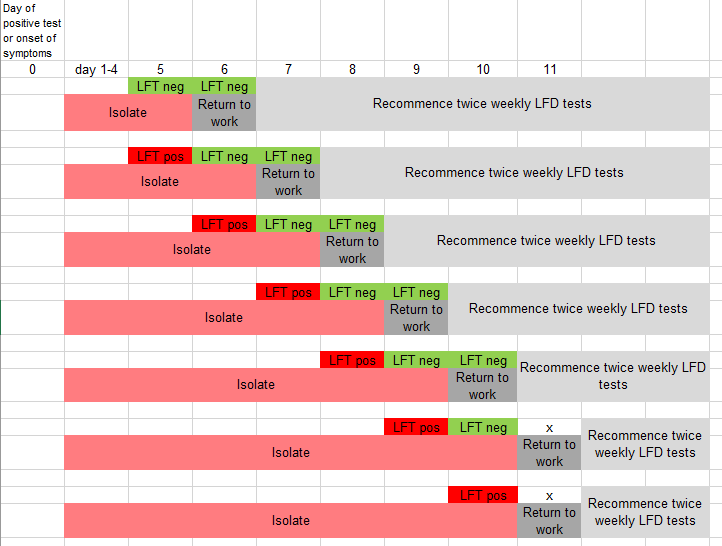 Day of
positive test
or onset of
symptoms
0 day 1-4 5 6 7 8 9 10 11
LFT neg LFT neg
Isolate
Return to
work
Recommence twice weekly LFD tests
LFT pos LFT neg LFT neg
Isolate
Return to
work
Recommence twice weekly LFD tests
LFT pos LFT neg LFT neg
Isolate
Return to
work
Recommence twice weekly LFD tests
LFT pos LFT neg LFT neg
Isolate
Return to
work
Recommence twice weekly LFD tests
LFT pos LFT neg LFT neg
Isolate
Return to
work
Recommence twice weekly LFD
tests
LFT pos LFT neg x
Isolate
Return to
work
Recommence twice
weekly LFD tests
LFT pos x
Isolate
Return to
work
Recommence twice
weekly LFD tests